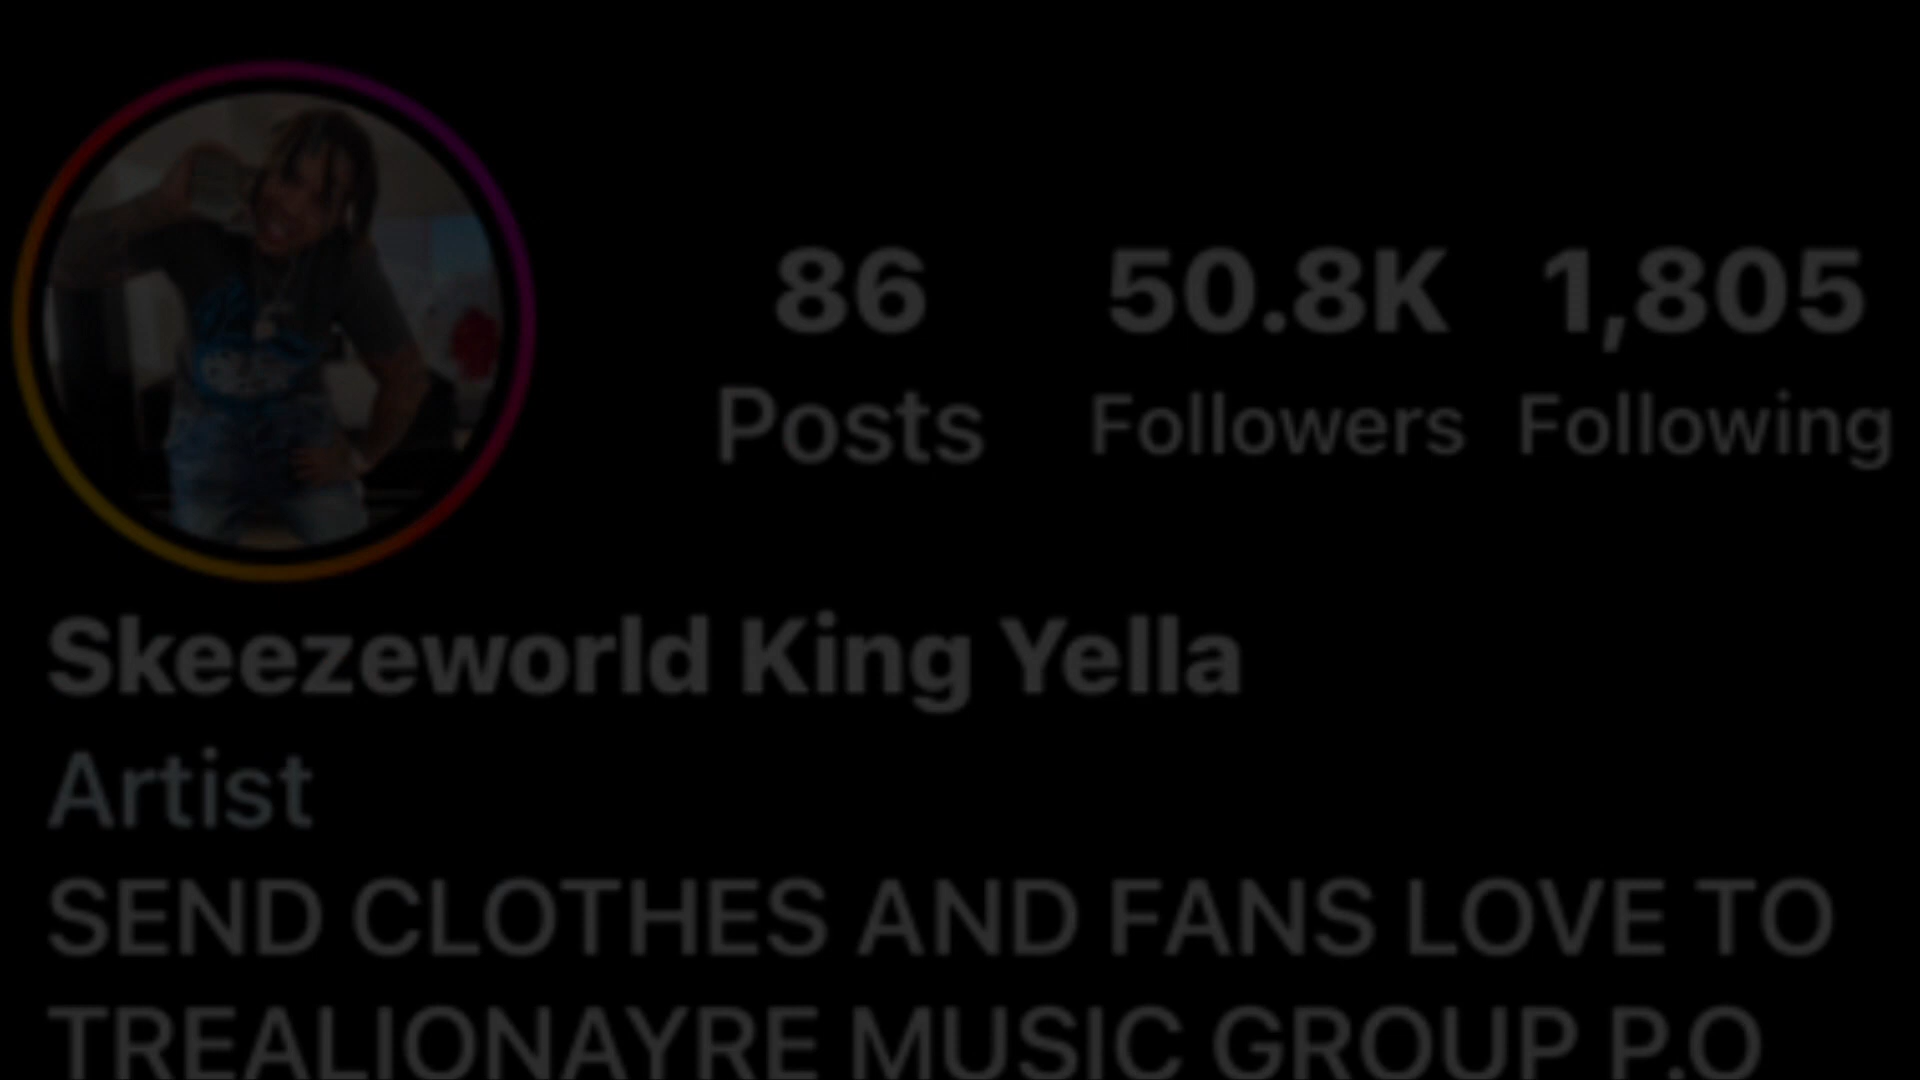 86 50.8K 1,805
Posts Followers Following
Skeezeworld King Yella
Artist
SEND CLOTHES AND FANS LOVE TO
TREALIONAYRE MUSIC GROUP P.O